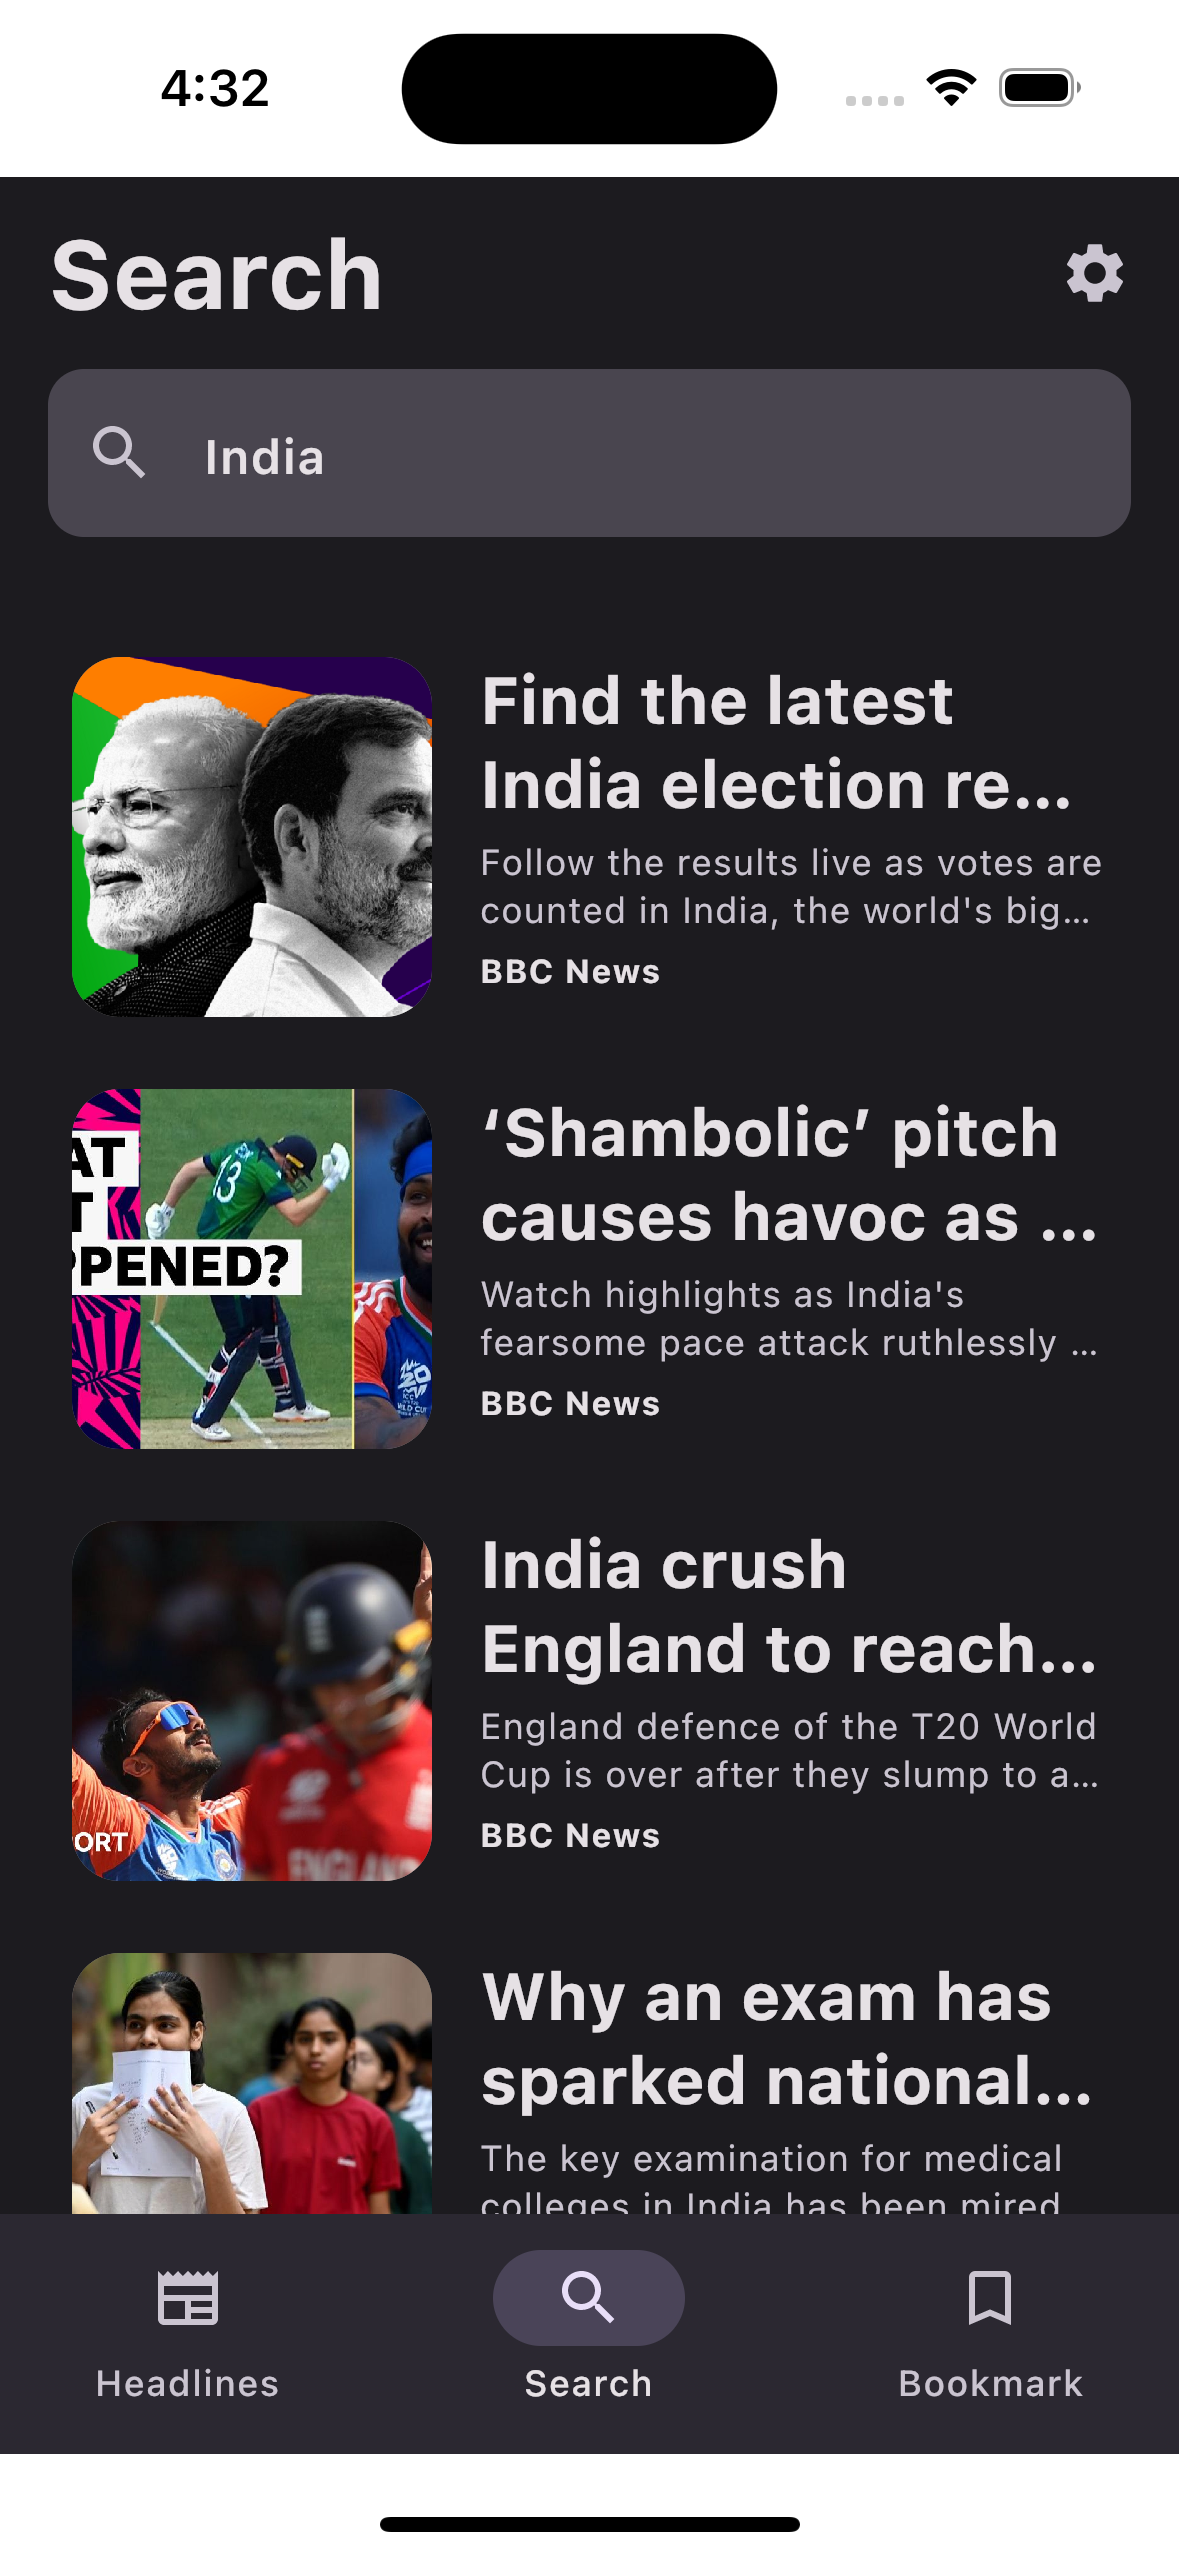 4:32
Search
India
Find the latest
India election re...
Follow the results live as votes are
counted in India, the world's big...
BBC News
AT
T
PPENED?
‘Shambolic’ pitch
causes havoc as ...
Watch highlights as India's
fearsome pace attack ruthlessly ...
BBC News
13
ORT
ENGLAND
India crush
England to reach...
England defence of the T20 World
Cup is over after they slump to a...
BBC News
Why an exam has
sparked national...
The key examination for medical
colleges in India has been mired
Headlines
Search
Bookmark